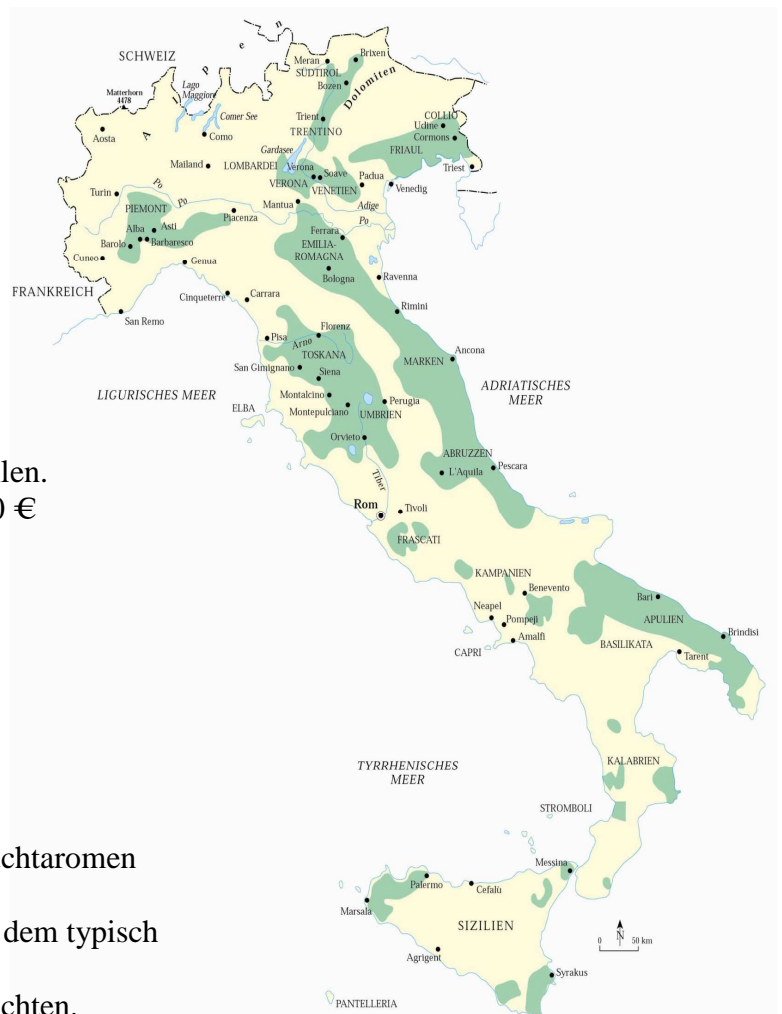 A l p e n
SCHWEIZ
Matterhorn
4478
Lago
Maggiore
Comer See
Meran
Brixen
SÜDTIROL
Bozen
Dolomiten
Trient
TRENTINO
COLLIO
Udine
Cormons
FRIAUL
Aosta
Como
Gardasee
Mailand
LOMBARDEI
Verona
Soave
VERONA
VENETIEN
Padua
Venedig
Triest
Turin
Po
Po
Mantua
Adige
Po
PIEMONT
Piacenza
Alba
Asti
Barolo
Barbaresco
Ferrara
EMILIA-
ROMAGNA
Bologna
Ravenna
Cuneo
Genua
FRANKREICH
Cinqueterre
Carrara
Rimini
San Remo
Pisa
Florenz
Arno
TOSKANA
MARKEN
Ancona
San Gimignano
Siena
LIGURISCHES MEER
ADRIATISCHES
MEER
Montalcino
Perugia
ELBA
Montepulciano
UMBRIEN
Orvieto
ABRUZZEN
L'Aquila
Pescara
len.
0 €
Tiber
Rom
Tivoli
FRASCATI
KAMPANIEN
Benevento
Neapel
Pompeji
Amalfi
CAPRI
Bari
APULIEN
Brindisi
BASILIKATA
Tarent
TYRRHENISCHES
MEER
KALABRIEN
STROMBOLI
Messina
chtaromen
Palermo
Cefalù
Marsala
SIZILIEN
N
0 50 km
dem typisch
Agrigent
Syrakus
chten.
PANTELLERIA